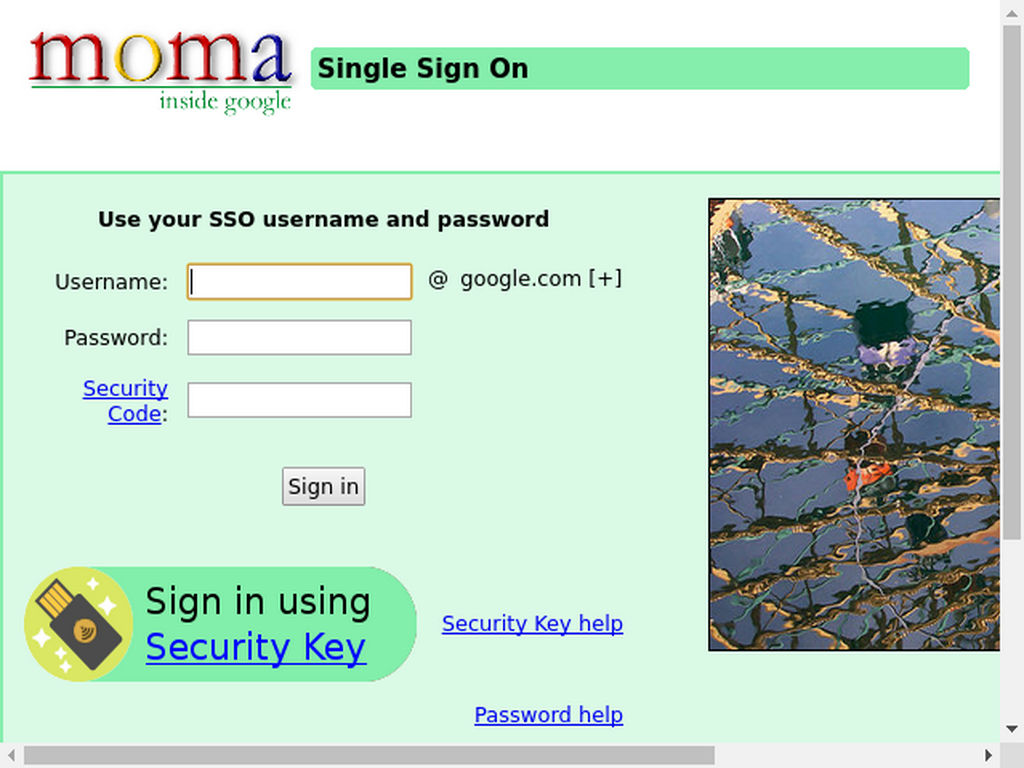 moma
inside google
Single Sign On
Use your SSO username and password
Username:
@ google.com [+]
Password:
Security
Code:
Sign in
Sign in using
Security Key
Security Key help
Password help